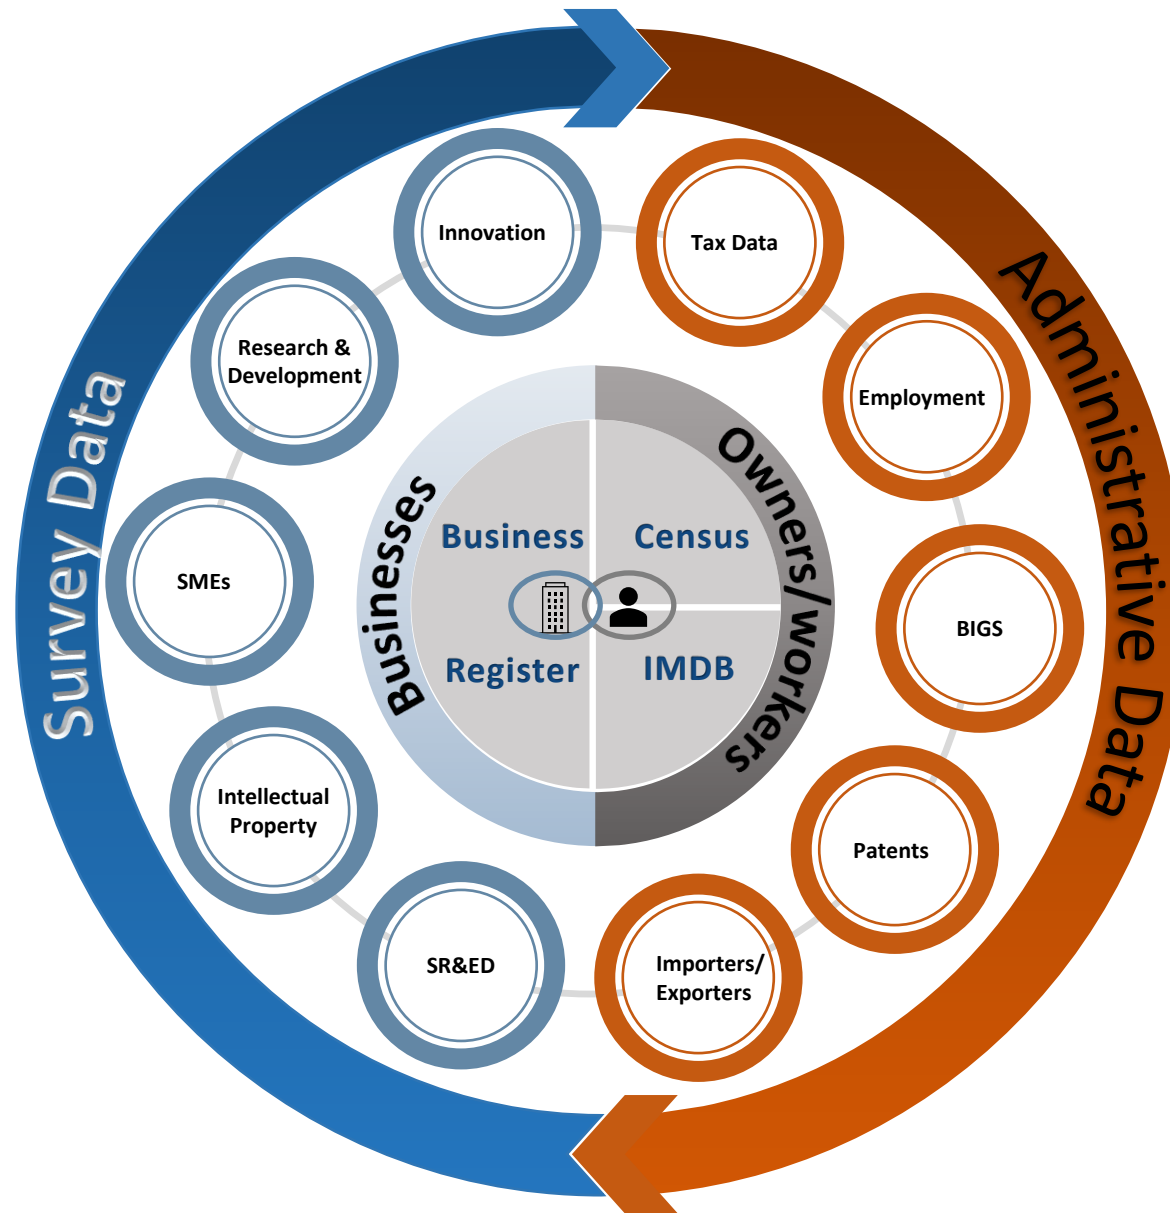 Survey Data
Administrative Data
Innovation
Tax Data
Research &
Development
Employment
SMEs
BIGS
Intellectual
Property
Patents
SR&ED
Importers/
Exporters
Businesses
Owners/workers
Business
Register
Census
IMDB